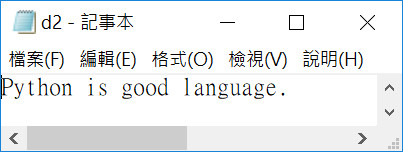 d2 - 記事本
檔案(F) 編輯(E) 格式(O) 檢視(V) 說明(H)
Python is good language.